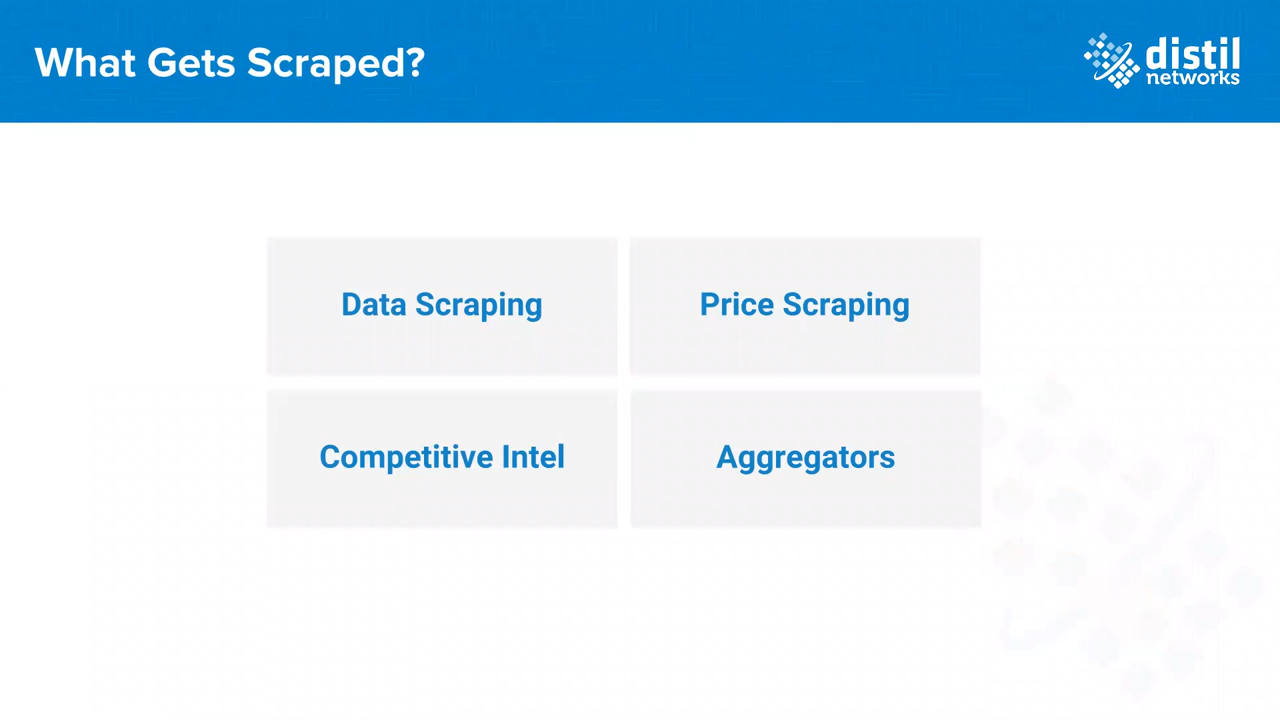 What Gets Scraped?
distil
networks
Data Scraping
Price Scraping
Competitive Intel
Aggregators